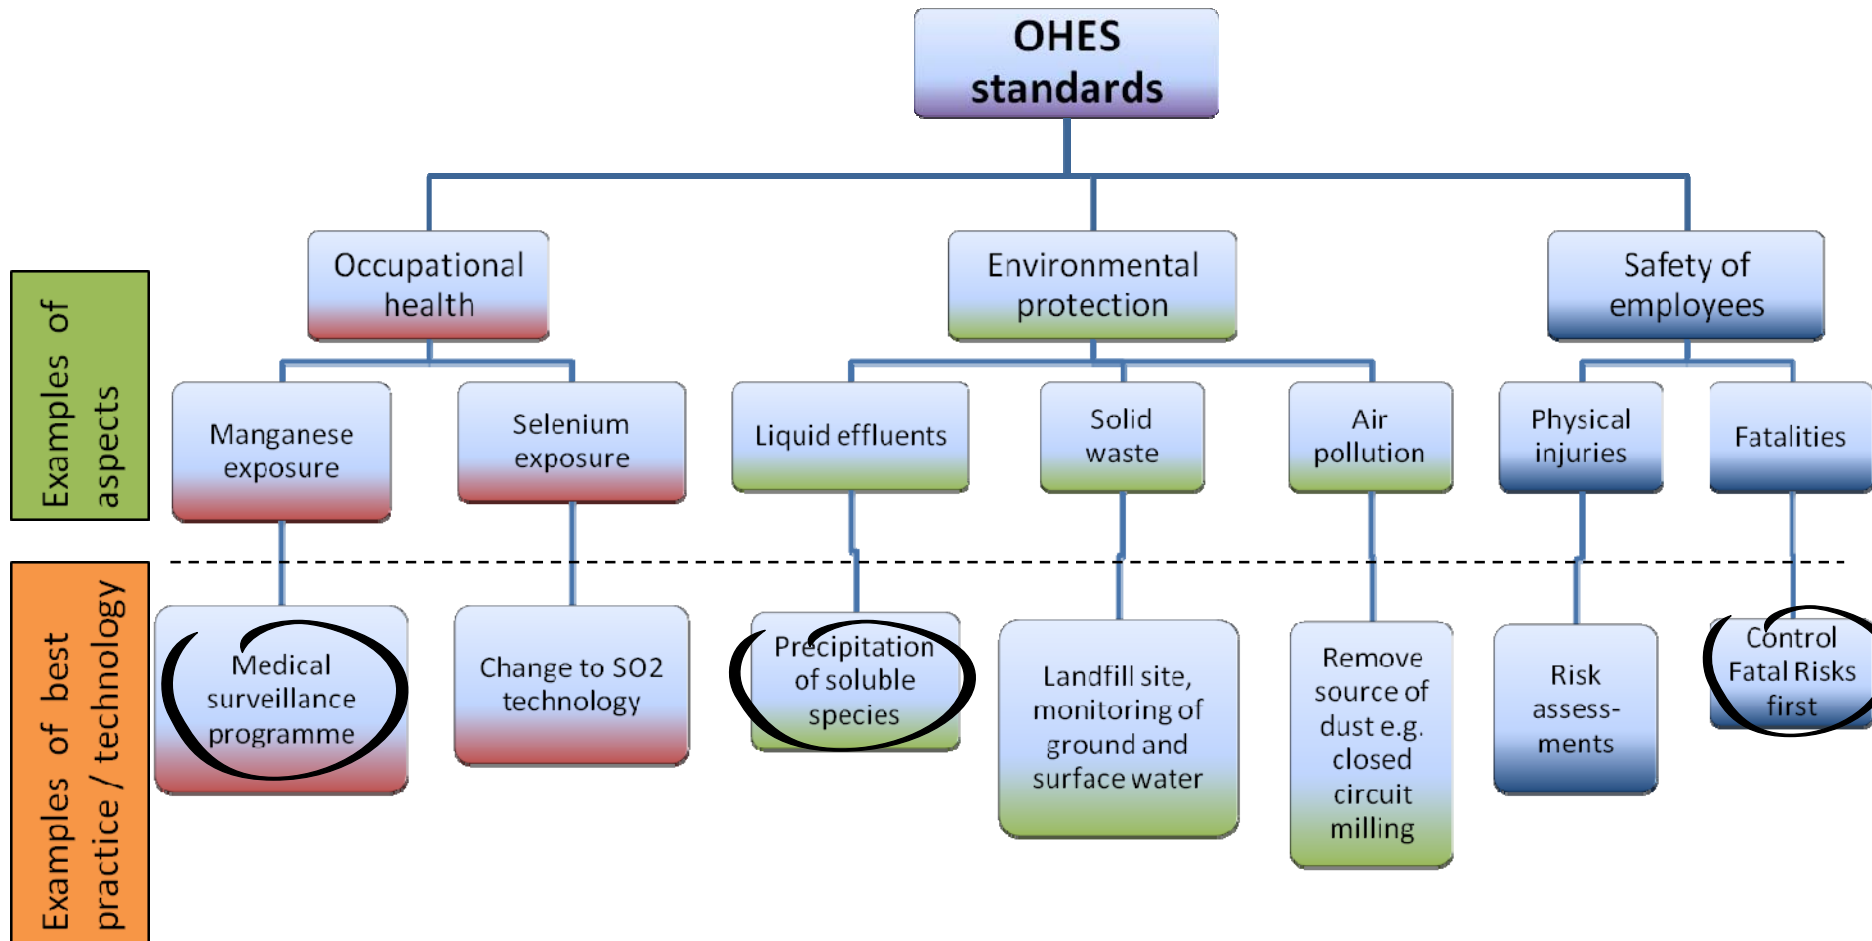 OHES
standards
Occupational
health
Environmental
protection
Safety of
employees
Examples of
aspects
Manganese
exposure
Selenium
exposure
Liquid effluents
Solid
waste
Air
pollution
Physical
injuries
Fatalities
Examples of best
practice / technology
Medical
surveillance
programme
Change to SO2
technology
Precipitation
of soluble
species
Landfill site,
monitoring of
ground and
surface water
Remove
source of
dust e.g.
closed
circuit
milling
Risk
assess-
ments
Control
Fatal Risks
first